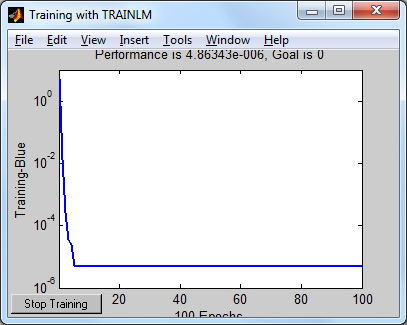 Training with TRAINLM
File Edit View Insert Tools Window Help
Performance is 4.86343e-006, Goal is 0
Training-Blue
10^0
10^-2
10^-4
10^-6
20 40 60 80 100
100 Epochs
Stop Training